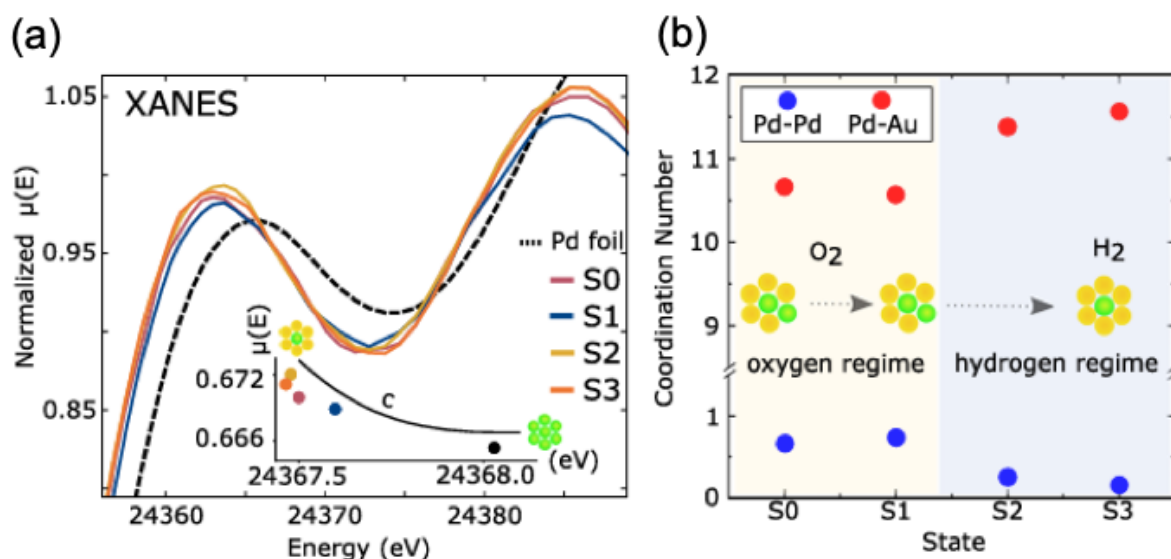 (a)
XANES
Normalized μ(E)
1.05
0.95
0.85
24360
24370
24380
Energy (eV)
Pd foil
S0
S1
S2
S3
μ(E)
0.672
0.666
c
24367.5
24368.0
(eV)
(b)
Coordination Number
12
11
10
9
1
0
Pd-Pd
Pd-Au
O2
H2
oxygen regime
hydrogen regime
S0
S1
S2
S3
State